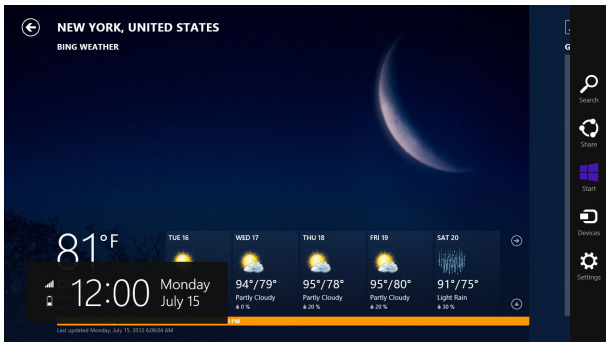 NEW YORK, UNITED STATES
BING WEATHER
G
Search
Share
Start
Devices
Settings
81°F
TUE 16
WED 17
94°/79°
Partly Cloudy
0 %
THU 18
95°/78°
Partly Cloudy
20 %
FRI 19
95°/80°
Partly Cloudy
20 %
SAT 20
91°/75°
Light Rain
30 %
12:00
Monday
July 15
PM
Last updated Monday, July 15, 2013 6:06:04 AM